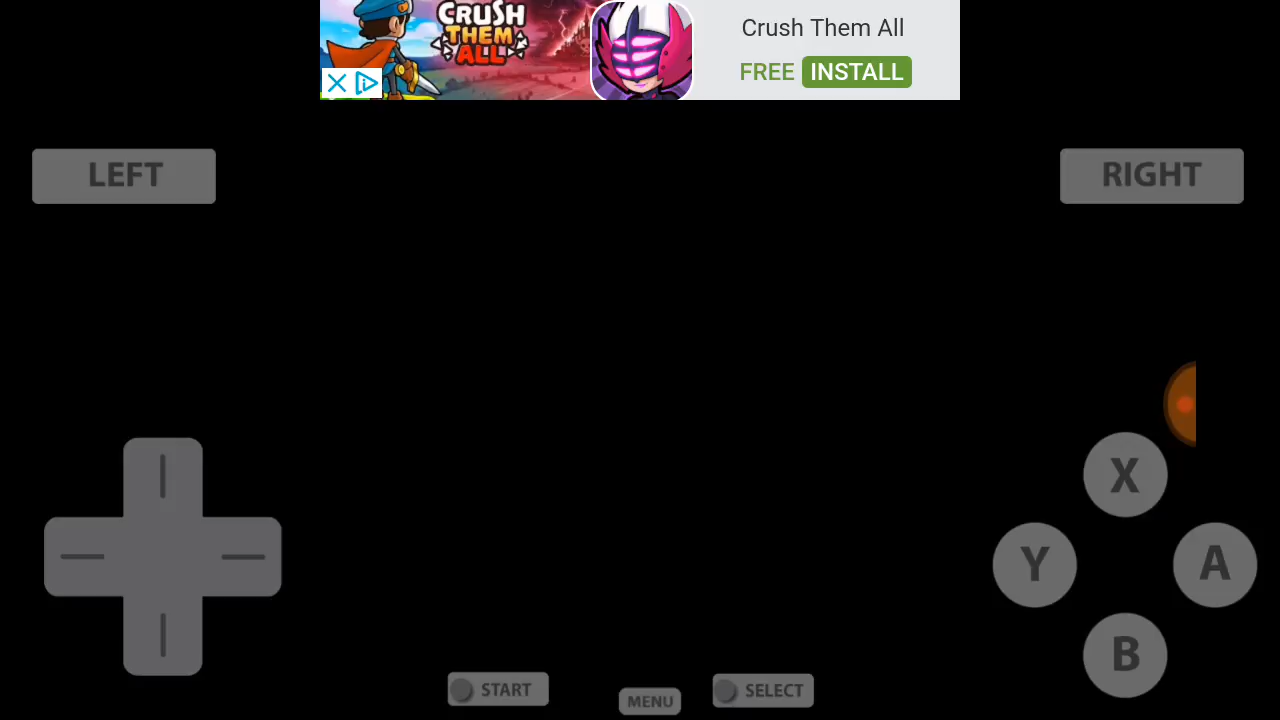 CRUSH
THEM
ALL
Crush Them All
FREE INSTALL
LEFT
RIGHT
X
Y
A
B
START
MENU
SELECT